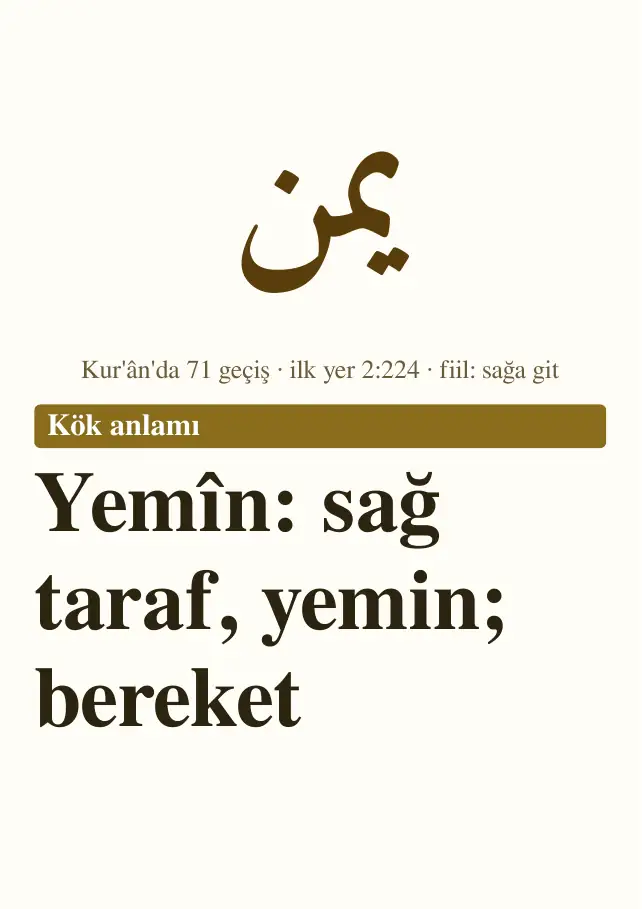 يمن
Kur'ân'da 71 geçiş · ilk yer 2:224 · fiil: sağa git
Kök anlamı
Yemîn: sağ
taraf, yemin;
bereket